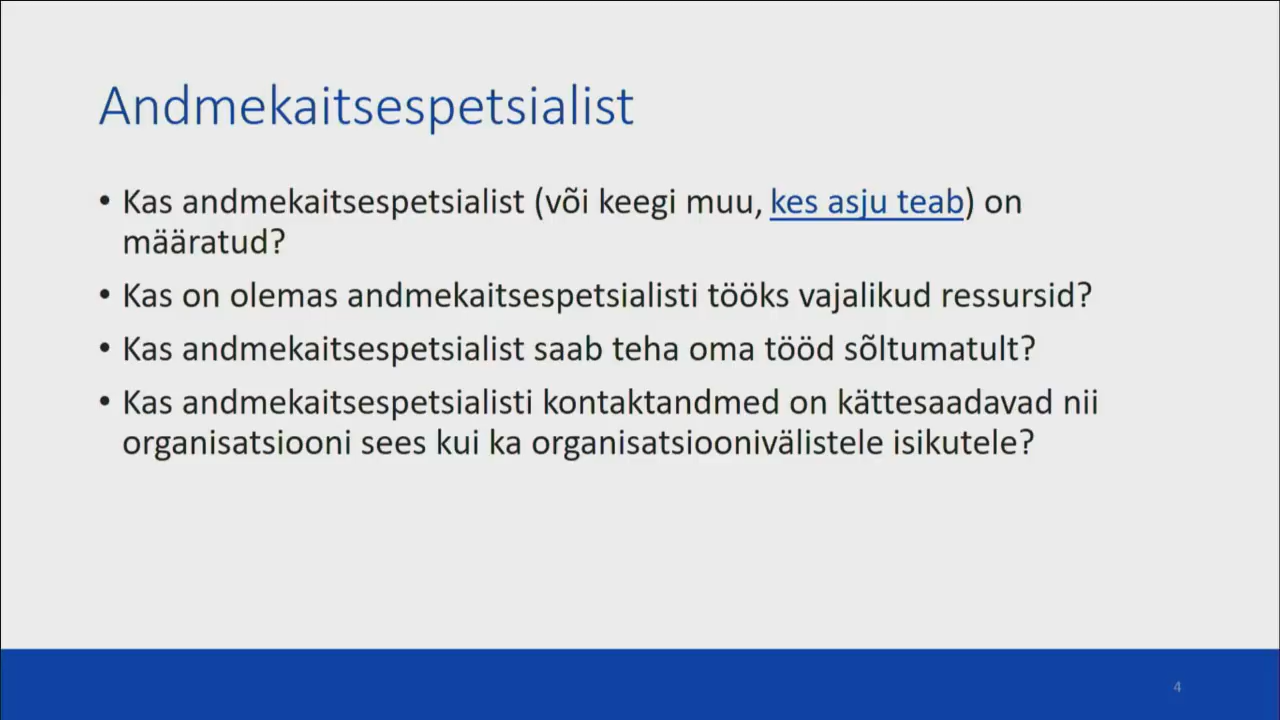 Andmekaitsespetsialist
• Kas andmekaitsespetsialist (või keegi muu, kes asju teab) on
määratud?
• Kas on olemas andmekaitsespetsialisti tööks vajalikud ressursid?
• Kas andmekaitsespetsialist saab teha oma tööd sõltumatult?
• Kas andmekaitsespetsialisti kontaktandmed on kättesaadavad nii
organisatsiooni sees kui ka organisatsioonivälistele isikutele?
4